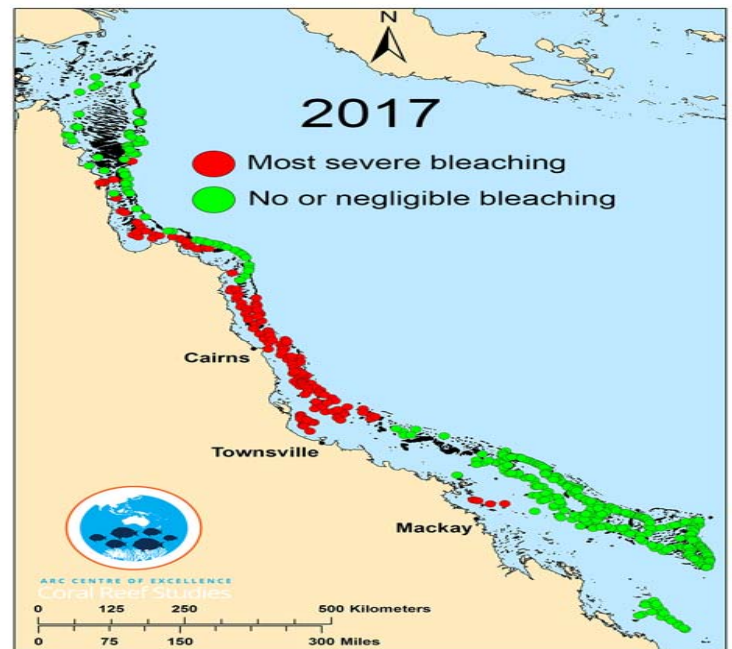 N
2017
Most severe bleaching
No or negligible bleaching
Cairns
Townsville
Mackay
ARC CENTRE OF EXCELLENCE
Coral Reef Studies
0 125 250 500 Kilometers
0 75 150 300 Miles